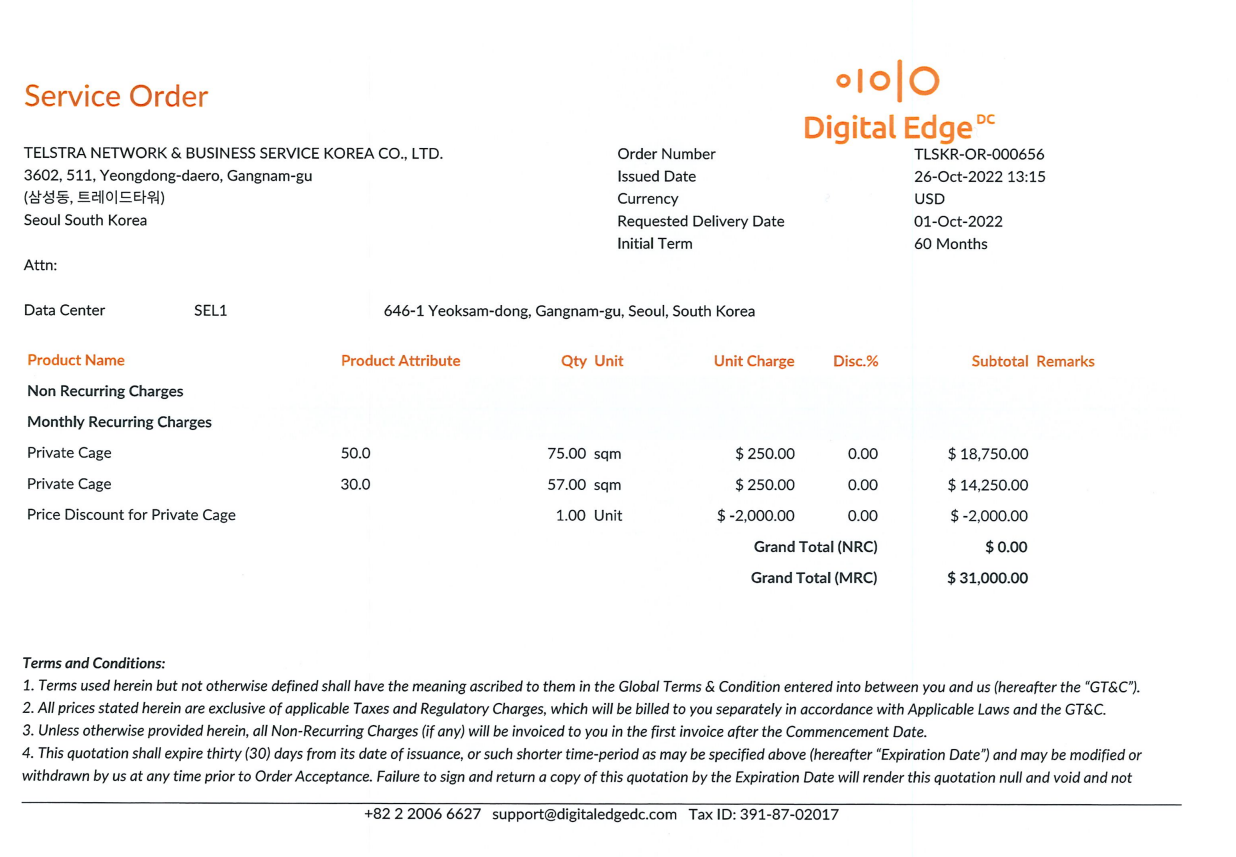 Service Order
Digital Edge DC
TELSTRA NETWORK & BUSINESS SERVICE KOREA CO., LTD.
3602, 511, Yeongdong-daero, Gangnam-gu
(삼성동, 트레이드타워)
Seoul South Korea
Attn:
Order Number TLSKR-OR-000656
Issued Date 26-Oct-2022 13:15
Currency USD
Requested Delivery Date 01-Oct-2022
Initial Term 60 Months
Data Center SEL1 646-1 Yeoksam-dong, Gangnam-gu, Seoul, South Korea
Product Name Product Attribute Qty Unit Unit Charge Disc.% Subtotal Remarks
Non Recurring Charges
Monthly Recurring Charges
Private Cage 50.0 75.00 sqm $ 250.00 0.00 $ 18,750.00
Private Cage 30.0 57.00 sqm $ 250.00 0.00 $ 14,250.00
Price Discount for Private Cage 1.00 Unit $ -2,000.00 0.00 $ -2,000.00
Grand Total (NRC) $ 0.00
Grand Total (MRC) $ 31,000.00
Terms and Conditions:
1. Terms used herein but not otherwise defined shall have the meaning ascribed to them in the Global Terms & Condition entered into between you and us (hereafter the “GT&C”).
2. All prices stated herein are exclusive of applicable Taxes and Regulatory Charges, which will be billed to you separately in accordance with Applicable Laws and the GT&C.
3. Unless otherwise provided herein, all Non-Recurring Charges (if any) will be invoiced to you in the first invoice after the Commencement Date.
4. This quotation shall expire thirty (30) days from its date of issuance, or such shorter time-period as may be specified above (hereafter “Expiration Date”) and may be modified or
withdrawn by us at any time prior to Order Acceptance. Failure to sign and return a copy of this quotation by the Expiration Date will render this quotation null and void and not
+82 2 2006 6627 support@digitaledgedc.com Tax ID: 391-87-02017